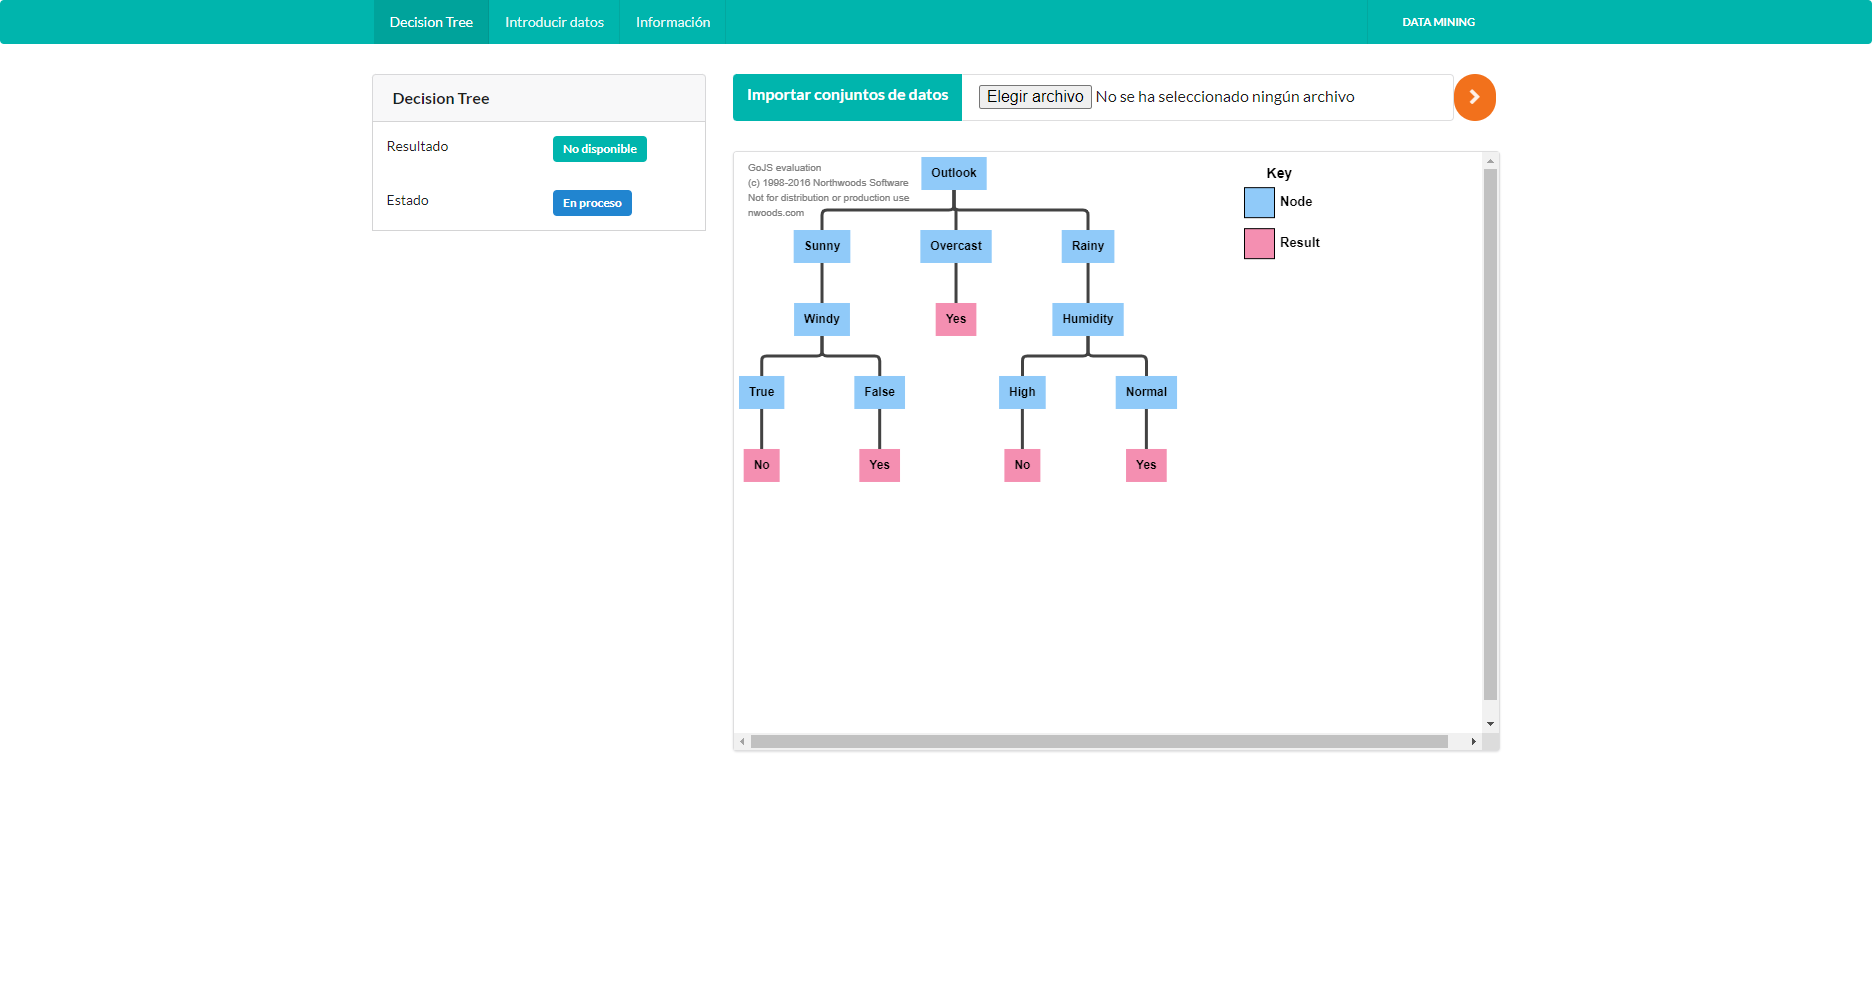 Decision Tree
Introducir datos
Información
DATA MINING
Decision Tree
Resultado
No disponible
Estado
En proceso
Importar conjuntos de datos
Elegir archivo No se ha seleccionado ningún archivo
GoJS evaluation
(c) 1998-2016 Northwoods Software
Not for distribution or production use
nwoods.com
Outlook
Key
Node
Result
Sunny
Overcast
Rainy
Windy
Yes
Humidity
True
False
High
Normal
No
Yes
No
Yes